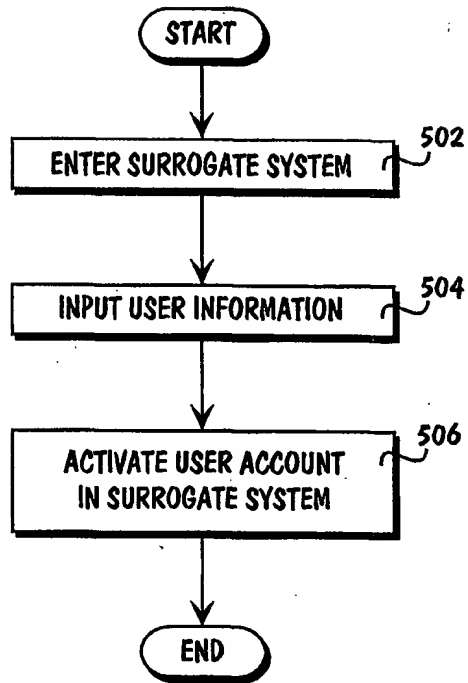 START
ENTER SURROGATE SYSTEM
502
INPUT USER INFORMATION
504
ACTIVATE USER ACCOUNT
IN SURROGATE SYSTEM
506
END